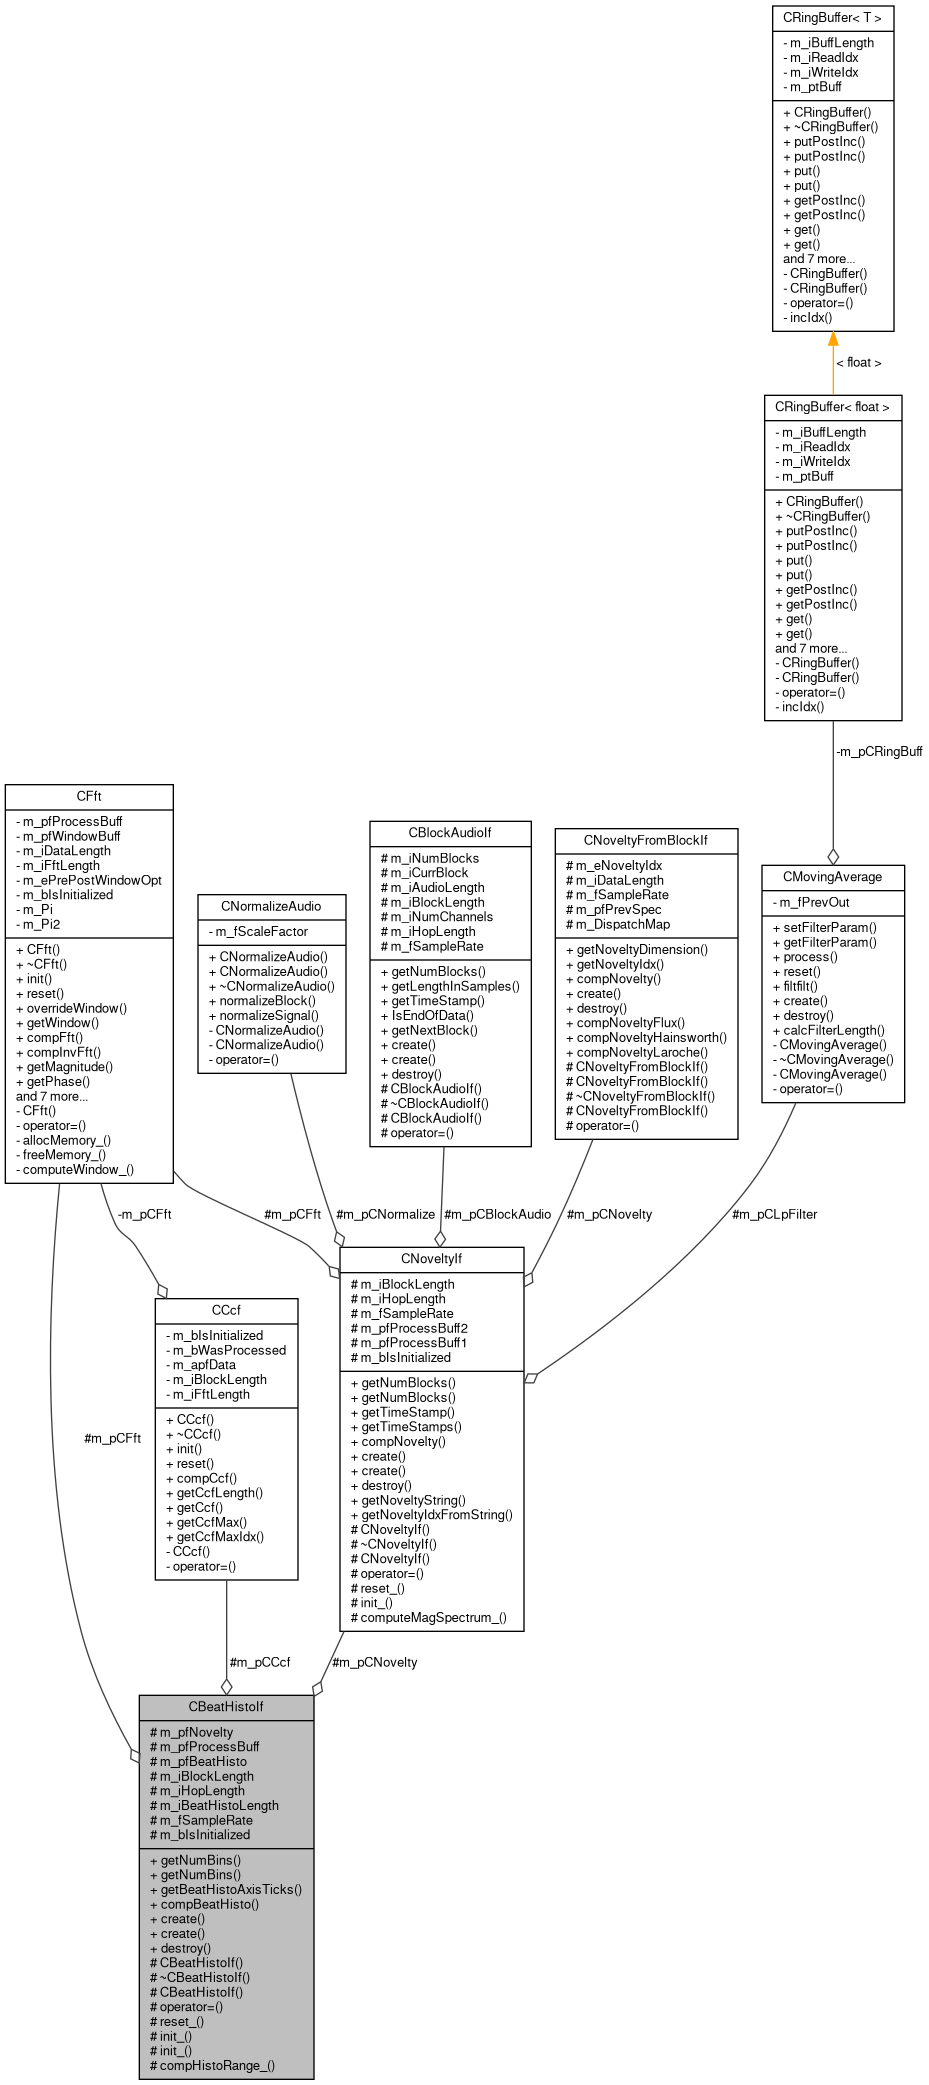 CRingBuffer< T >
- m_iBuffLength
- m_iReadIdx
- m_iWriteIdx
- m_ptBuff
+ CRingBuffer()
+ ~CRingBuffer()
+ putPostInc()
+ putPostInc()
+ put()
+ put()
+ getPostInc()
+ getPostInc()
+ get()
+ get()
and 7 more...
- CRingBuffer()
- CRingBuffer()
- operator=()
- incIdx()
< float >
CRingBuffer< float >
- m_iBuffLength
- m_iReadIdx
- m_iWriteIdx
- m_ptBuff
+ CRingBuffer()
+ ~CRingBuffer()
+ putPostInc()
+ putPostInc()
+ put()
+ put()
+ getPostInc()
+ getPostInc()
+ get()
+ get()
and 7 more...
- CRingBuffer()
- CRingBuffer()
- operator=()
- incIdx()
-m_pCRingBuff
CFft
- m_pfProcessBuff
- m_pfWindowBuff
- m_iDataLength
- m_iFftLength
- m_ePrePostWindowOpt
- m_bIsInitialized
- m_Pi
- m_Pi2
+ CFft()
+ ~CFft()
+ init()
+ reset()
+ overrideWindow()
+ getWindow()
+ compFft()
+ compInvFft()
+ getMagnitude()
+ getPhase()
and 7 more...
- CFft()
- operator=()
- allocMemory_()
- freeMemory_()
- computeWindow_()
CNormalizeAudio
- m_fScaleFactor
+ CNormalizeAudio()
+ CNormalizeAudio()
+ ~CNormalizeAudio()
+ normalizeBlock()
+ normalizeSignal()
- CNormalizeAudio()
- CNormalizeAudio()
- operator=()
CBlockAudioIf
# m_iNumBlocks
# m_iCurrBlock
# m_iAudioLength
# m_iBlockLength
# m_iNumChannels
# m_iHopLength
# m_fSampleRate
+ getNumBlocks()
+ getLengthInSamples()
+ getTimeStamp()
+ IsEndOfData()
+ getNextBlock()
+ create()
+ create()
+ destroy()
# CBlockAudioIf()
# ~CBlockAudioIf()
# CBlockAudioIf()
# operator=()
CNoveltyFromBlockIf
# m_eNoveltyIdx
# m_iDataLength
# m_fSampleRate
# m_pfPrevSpec
# m_DispatchMap
+ getNoveltyDimension()
+ getNoveltyIdx()
+ compNovelty()
+ create()
+ destroy()
+ compNoveltyFlux()
+ compNoveltyHainsworth()
+ compNoveltyLaroche()
# CNoveltyFromBlockIf()
# CNoveltyFromBlockIf()
# ~CNoveltyFromBlockIf()
# CNoveltyFromBlockIf()
# operator=()
CMovingAverage
- m_fPrevOut
+ setFilterParam()
+ getFilterParam()
+ process()
+ reset()
+ filtfilt()
+ create()
+ destroy()
+ calcFilterLength()
- CMovingAverage()
- ~CMovingAverage()
- CMovingAverage()
- operator=()
-m_pCFft
#m_pCFft
#m_pCNormalize
#m_pCBlockAudio
#m_pCNovelty
#m_pCLpFilter
CCcf
- m_bIsInitialized
- m_bWasProcessed
- m_apfData
- m_iBlockLength
- m_iFftLength
+ CCcf()
+ ~CCcf()
+ init()
+ reset()
+ compCcf()
+ getCcfLength()
+ getCcf()
+ getCcfMax()
+ getCcfMaxIdx()
- CCcf()
- operator=()
CNoveltyIf
# m_iBlockLength
# m_iHopLength
# m_fSampleRate
# m_pfProcessBuff2
# m_pfProcessBuff1
# m_bIsInitialized
+ getNumBlocks()
+ getNumBlocks()
+ getTimeStamp()
+ getTimeStamps()
+ compNovelty()
+ create()
+ create()
+ destroy()
+ getNoveltyString()
+ getNoveltyIdxFromString()
# CNoveltyIf()
# ~CNoveltyIf()
# CNoveltyIf()
# operator=()
# reset_()
# init_()
# computeMagSpectrum_()
#m_pCFft
#m_pCCcf
#m_pCNovelty
CBeatHistoIf
# m_pfNovelty
# m_pfProcessBuff
# m_pfBeatHisto
# m_iBlockLength
# m_iHopLength
# m_iBeatHistoLength
# m_fSampleRate
# m_bIsInitialized
+ getNumBins()
+ getNumBins()
+ getBeatHistoAxisTicks()
+ compBeatHisto()
+ create()
+ create()
+ destroy()
# CBeatHistoIf()
# ~CBeatHistoIf()
# CBeatHistoIf()
# operator=()
# reset_()
# init_()
# init_()
# compHistoRange_()